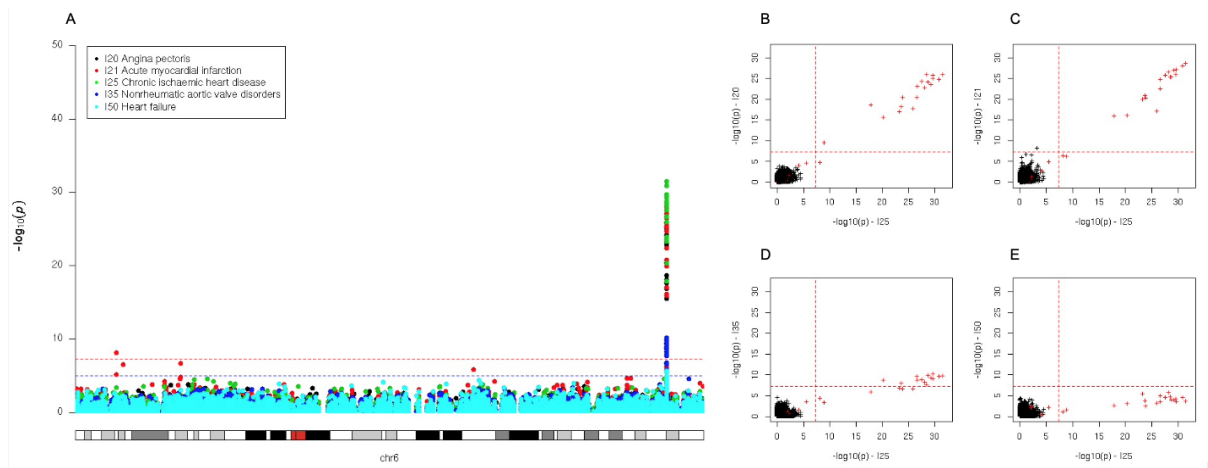 A
50
40
30
20
10
0
-log10(p)
I20 Angina pectoris
I21 Acute myocardial infarction
I25 Chronic ischaemic heart disease
I35 Nonrheumatic aortic valve disorders
I50 Heart failure
chr6
B
30
25
20
15
10
5
0
-log10(p) - I20
0 5 10 15 20 25 30
-log10(p) - I25
C
30
25
20
15
10
5
0
-log10(p) - I21
0 5 10 15 20 25 30
-log10(p) - I25
D
30
25
20
15
10
5
0
-log10(p) - I35
0 5 10 15 20 25 30
-log10(p) - I25
E
30
25
20
15
10
5
0
-log10(p) - I50
0 5 10 15 20 25 30
-log10(p) - I25